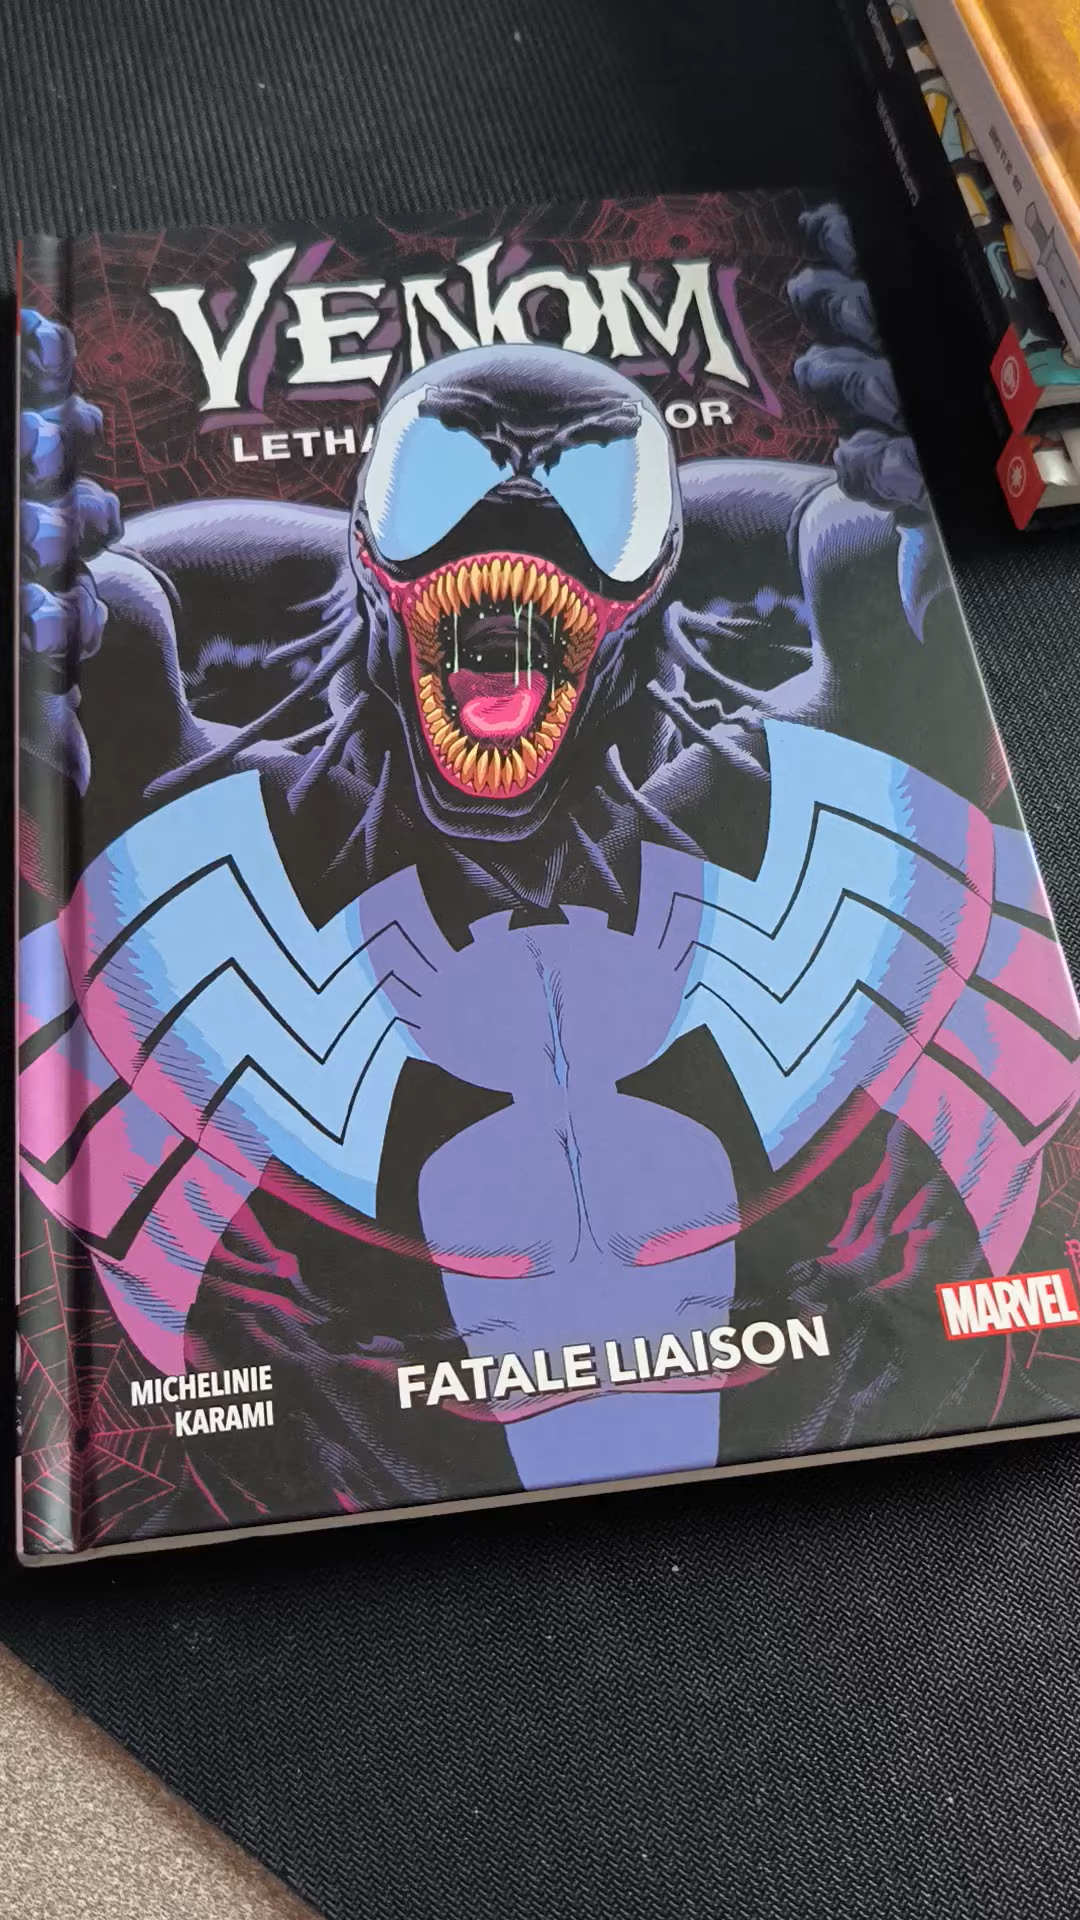 VENOM
LETHA OR
MARVEL
FATALE LIAISON
MICHELINIE
KARAMI